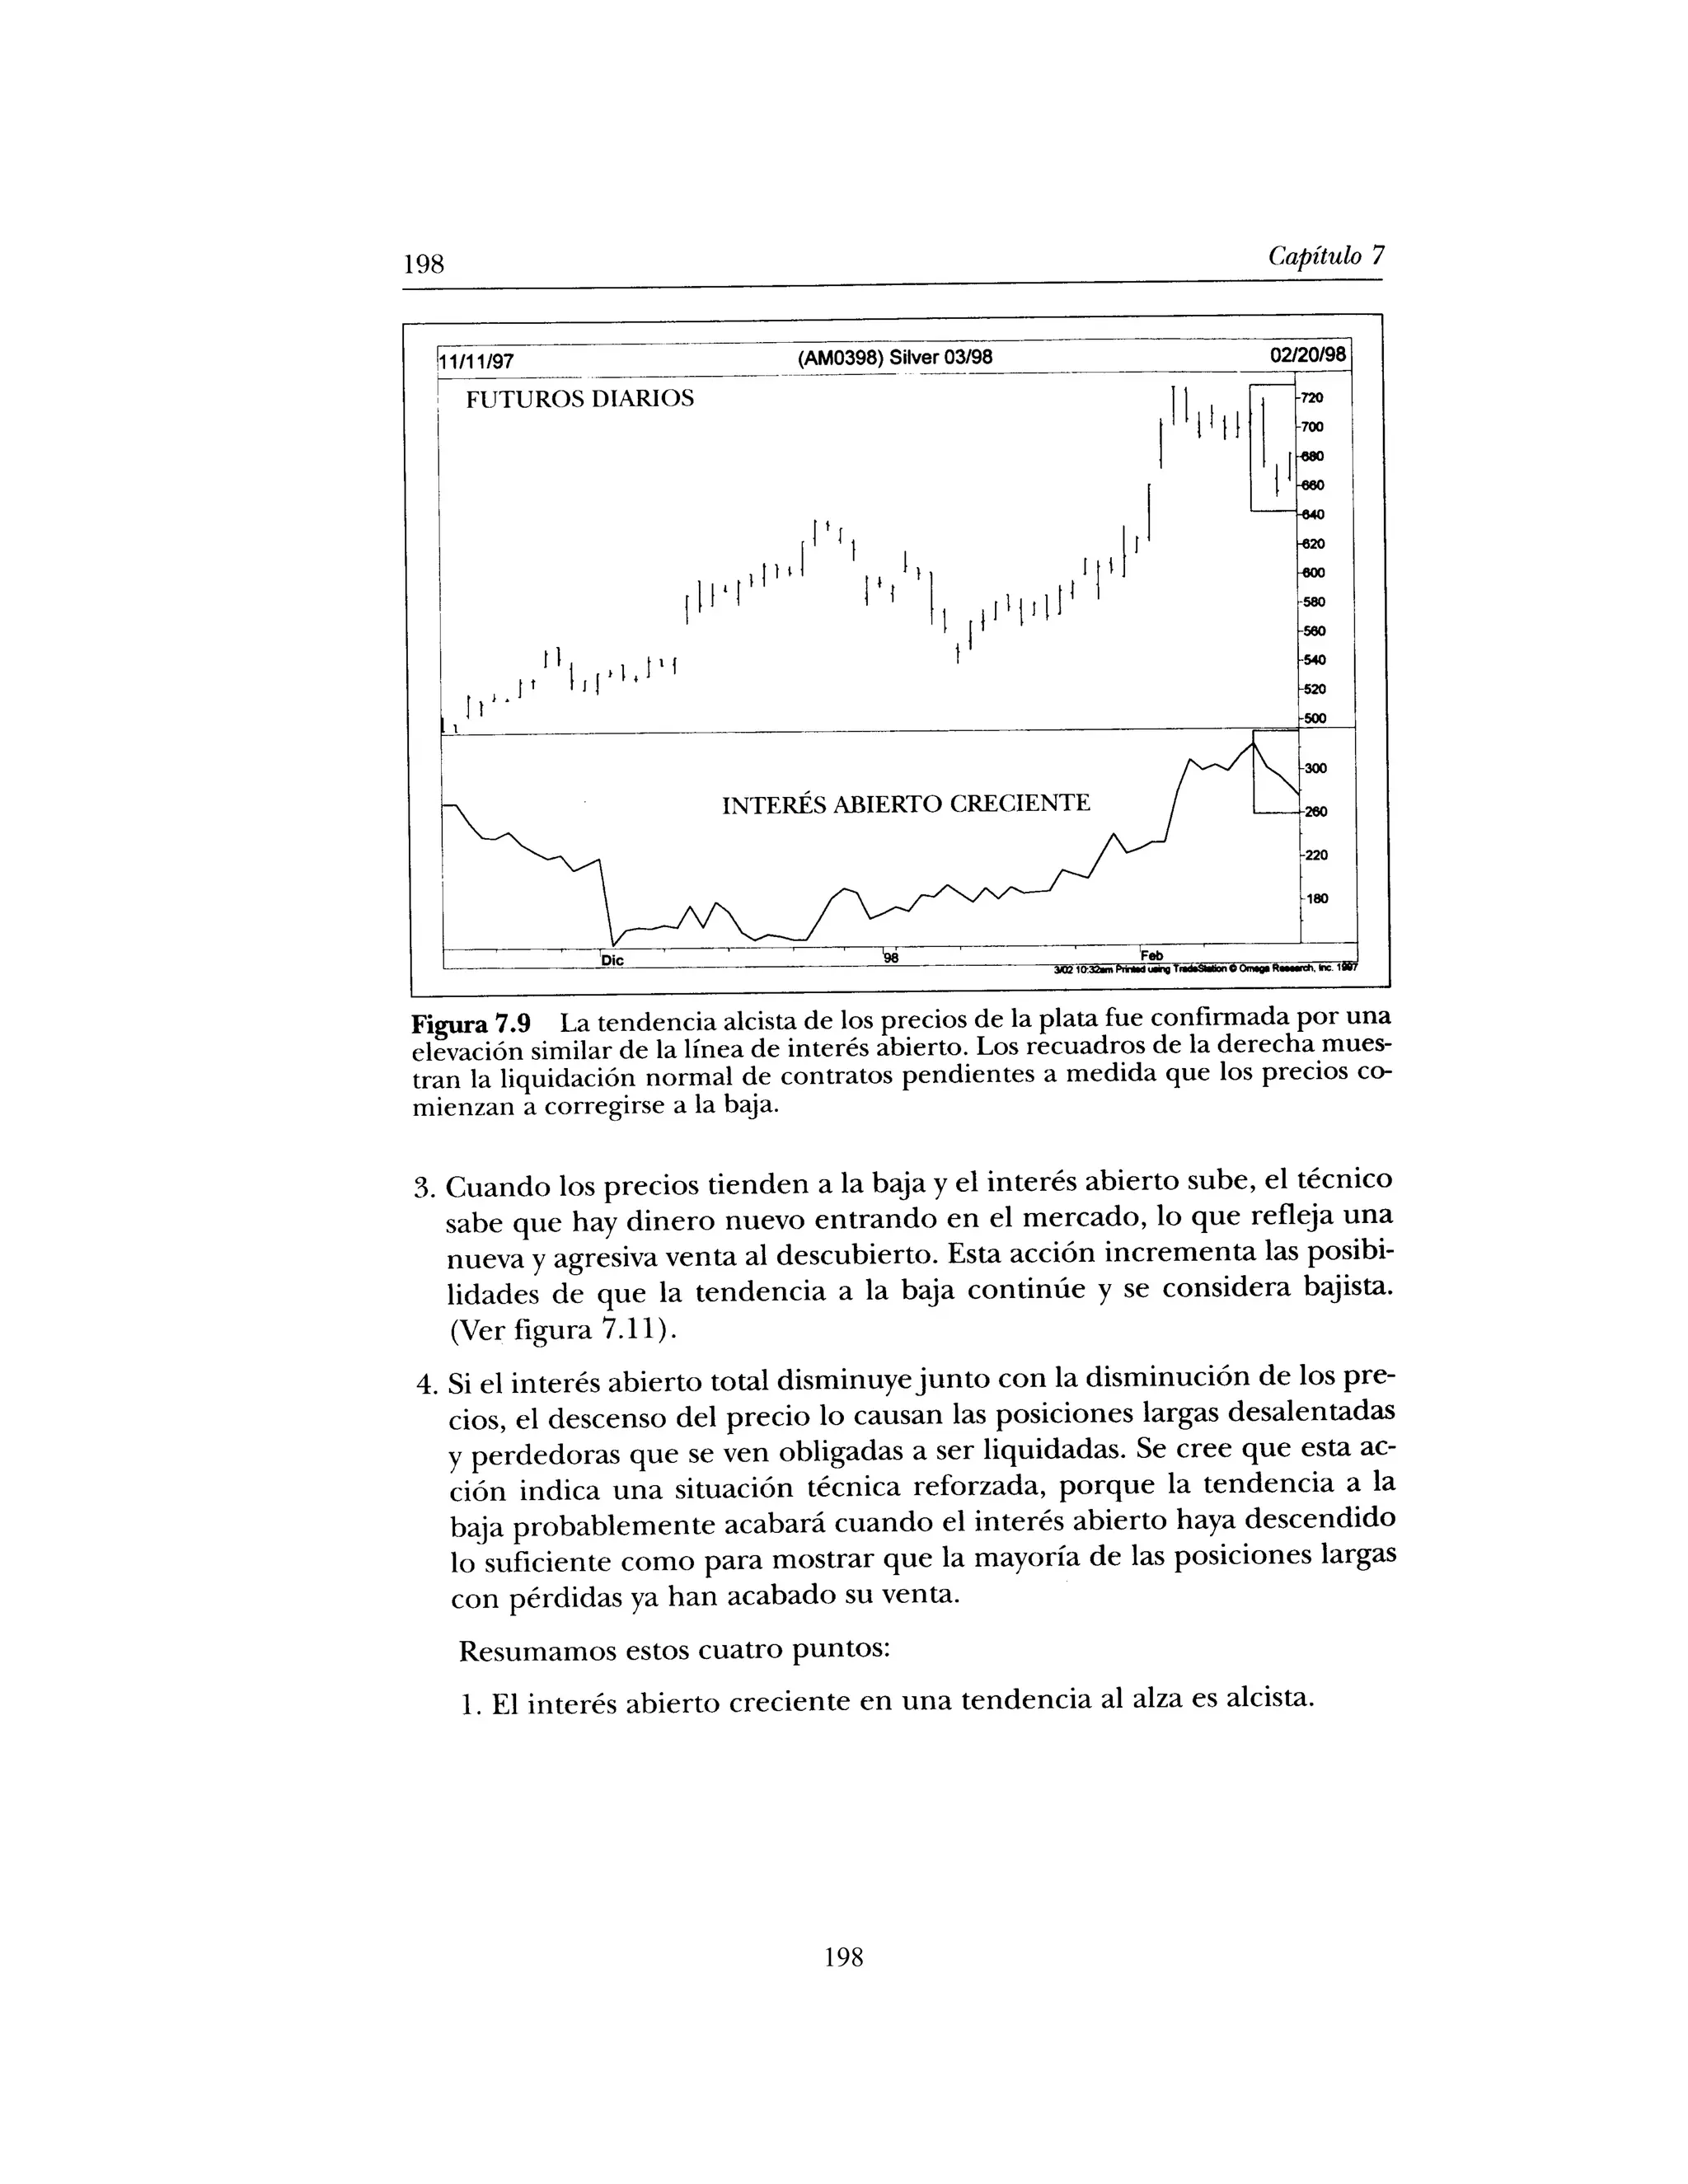 198
Capítulo 7
11/11/97
(AM0398) Silver 03/98
02/20/98
FUTUROS DIARIOS
720
700
680
660
640
620
600
580
560
540
520
500
INTERÉS ABIERTO CRECIENTE
300
260
220
180
Dic
98
Feb
3/02 10:32am Printed using TradeStation © Omega Research, Inc. 1997
Figura 7.9 La tendencia alcista de los precios de la plata fue confirmada por una
elevación similar de la línea de interés abierto. Los recuadros de la derecha mues-
tran la liquidación normal de contratos pendientes a medida que los precios co-
mienzan a corregirse a la baja.
3. Cuando los precios tienden a la baja y el interés abierto sube, el técnico
sabe que hay dinero nuevo entrando en el mercado, lo que refleja una
nueva y agresiva venta al descubierto. Esta acción incrementa las posibi-
lidades de que la tendencia a la baja continúe y se considera bajista.
(Ver figura 7.11).
4. Si el interés abierto total disminuye junto con la disminución de los pre-
cios, el descenso del precio lo causan las posiciones largas desalentadas
y perdedoras que se ven obligadas a ser liquidadas. Se cree que esta ac-
ción indica una situación técnica reforzada, porque la tendencia a la
baja probablemente acabará cuando el interés abierto haya descendido
lo suficiente como para mostrar que la mayoría de las posiciones largas
con pérdidas ya han acabado su venta.
Resumamos estos cuatro puntos:
1. El interés abierto creciente en una tendencia al alza es alcista.
198